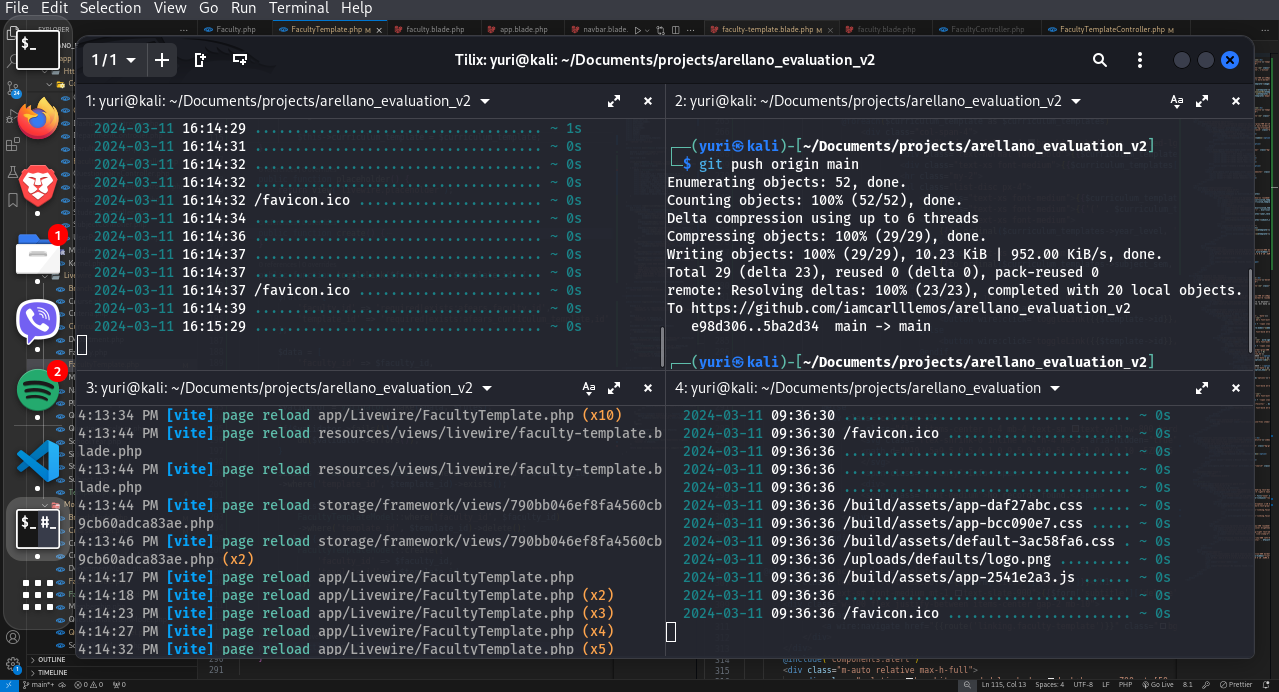 File Edit Selection View Go Run Terminal Help
EXPLORER
Faculty.php
FacultyTemplate.php M
faculty.blade.php
app.blade.php
navbar.blade.
faculty-template.blade.php M
faculty.blade.php
FacultyController.php
FacultyTemplateController.php M
1/1
Tilix: yuri@kali: ~/Documents/projects/arellano_evaluation_v2
1: yuri@kali: ~/Documents/projects/arellano_evaluation_v2
2024-03-11 16:14:29 .................................... ~ 1s
2024-03-11 16:14:31 .................................... ~ 0s
2024-03-11 16:14:32 .................................... ~ 0s
2024-03-11 16:14:32 .................................... ~ 0s
2024-03-11 16:14:32 /favicon.ico ....................... ~ 0s
2024-03-11 16:14:34 .................................... ~ 0s
2024-03-11 16:14:36 .................................... ~ 0s
2024-03-11 16:14:37 .................................... ~ 0s
2024-03-11 16:14:37 .................................... ~ 0s
2024-03-11 16:14:37 /favicon.ico ....................... ~ 0s
2024-03-11 16:14:39 .................................... ~ 0s
2024-03-11 16:15:29 .................................... ~ 0s
2: yuri@kali: ~/Documents/projects/arellano_evaluation_v2
┌──(yuri㉿kali)-[~/Documents/projects/arellano_evaluation_v2]
└─$ git push origin main
Enumerating objects: 52, done.
Counting objects: 100% (52/52), done.
Delta compression using up to 6 threads
Compressing objects: 100% (29/29), done.
Writing objects: 100% (29/29), 10.23 KiB | 952.00 KiB/s, done.
Total 29 (delta 23), reused 0 (delta 0), pack-reused 0
remote: Resolving deltas: 100% (23/23), completed with 20 local objects.
To https://github.com/iamcarlllemos/arellano_evaluation_v2
e98d306..5ba2d34  main -> main
┌──(yuri㉿kali)-[~/Documents/projects/arellano_evaluation_v2]
3: yuri@kali: ~/Documents/projects/arellano_evaluation_v2
4:13:34 PM [vite] page reload app/Livewire/FacultyTemplate.php (x10)
4:13:44 PM [vite] page reload resources/views/livewire/faculty-template.b
lade.php
4:13:44 PM [vite] page reload resources/views/livewire/faculty-template.b
lade.php
4:13:44 PM [vite] page reload storage/framework/views/790bb046ef8fa4560cb
9cb60adca83ae.php
4:13:46 PM [vite] page reload storage/framework/views/790bb046ef8fa4560cb
9cb60adca83ae.php (x2)
4:14:17 PM [vite] page reload app/Livewire/FacultyTemplate.php
4:14:18 PM [vite] page reload app/Livewire/FacultyTemplate.php (x2)
4:14:23 PM [vite] page reload app/Livewire/FacultyTemplate.php (x3)
4:14:27 PM [vite] page reload app/Livewire/FacultyTemplate.php (x4)
4:14:32 PM [vite] page reload app/Livewire/FacultyTemplate.php (x5)
4: yuri@kali: ~/Documents/projects/arellano_evaluation
2024-03-11 09:36:30 .................................... ~ 0s
2024-03-11 09:36:30 /favicon.ico ....................... ~ 0s
2024-03-11 09:36:36 .................................... ~ 0s
2024-03-11 09:36:36 .................................... ~ 0s
2024-03-11 09:36:36 .................................... ~ 0s
2024-03-11 09:36:36 /build/assets/app-daf27abc.css ..... ~ 0s
2024-03-11 09:36:36 /build/assets/app-bcc090e7.css ..... ~ 0s
2024-03-11 09:36:36 /build/assets/default-3ac58fa6.css . ~ 0s
2024-03-11 09:36:36 /uploads/defaults/logo.png ......... ~ 0s
2024-03-11 09:36:36 /build/assets/app-2541e2a3.js ...... ~ 0s
2024-03-11 09:36:36 .................................... ~ 0s
2024-03-11 09:36:36 /favicon.ico ....................... ~ 0s
$_
24
1
2
$_ #_
1
OUTLINE
TIMELINE
290
291
314
315
@include('components.alert')
<div class="m-auto relative max-h-full">
main*+
0 0
0
Ln 115, Col 13
Spaces: 4
UTF-8
LF
PHP
Go Live
8.1
Prettier